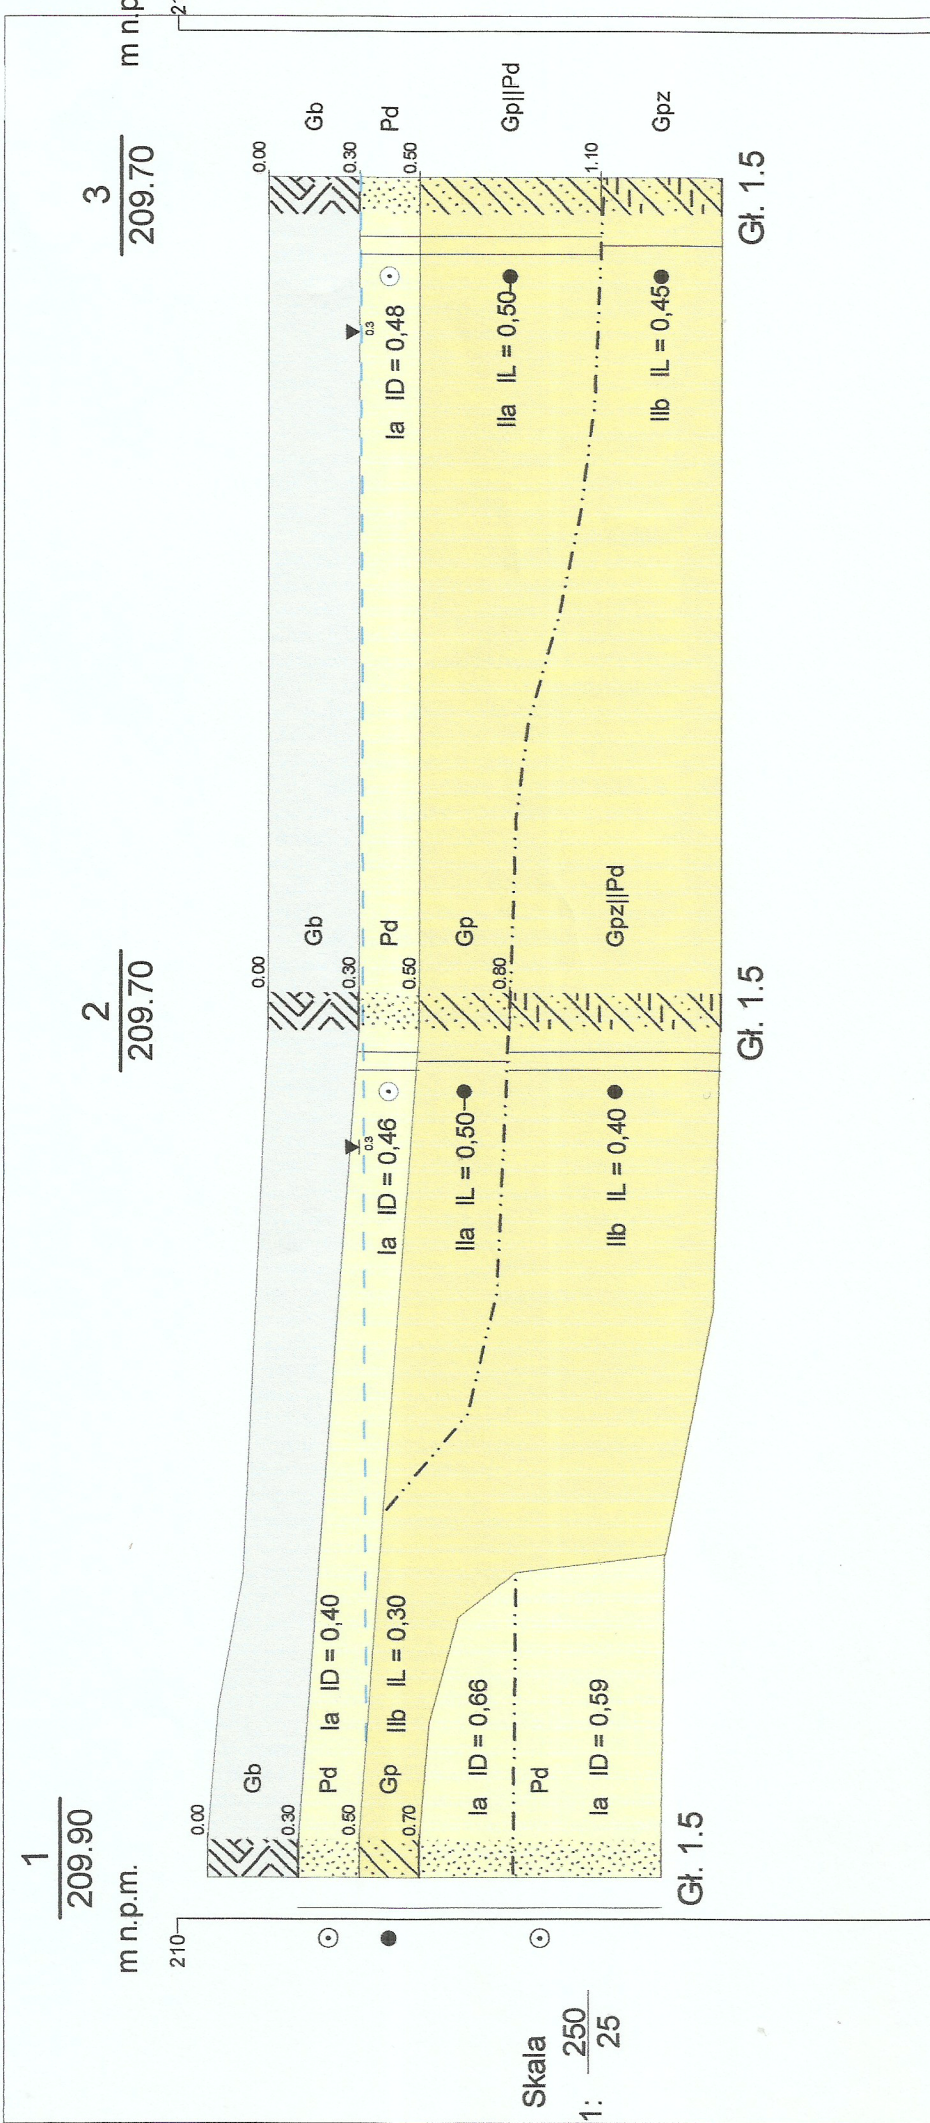 1
209.90
m n.p.m.
210
Skala
1: 250
25
0.00
Gb
0.30
Pd
Ia ID = 0,40
0.50
Gp
IIb IL = 0,30
0.70
Ia ID = 0,66
Pd
Ia ID = 0,59
Gł. 1.5
2
209.70
0.00
Gb
0.30
0.3
Pd
Ia ID = 0,46
0.50
Gp
IIa IL = 0,50
0.80
Gpz||Pd
IIb IL = 0,40
Gł. 1.5
3
209.70
0.00
Gb
0.30
0.3
Pd
Ia ID = 0,48
0.50
Gp||Pd
IIa IL = 0,50
1.10
Gpz
IIb IL = 0,45
Gł. 1.5
m n.p